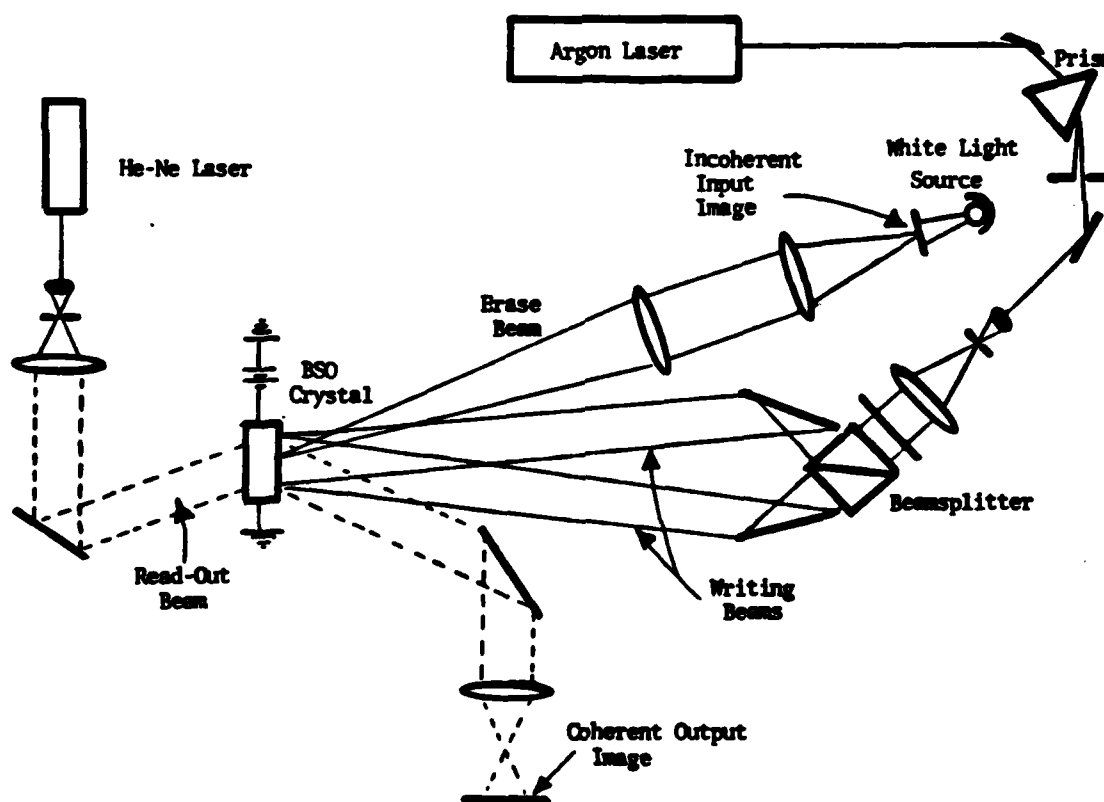 Argon Laser
Prism
He-Ne Laser
Incoherent
Input
Image
White Light
Source
Erase
Beam
BSO
Crystal
Beamsplitter
Read-Out
Beam
Writing
Beams
Coherent Output
Image